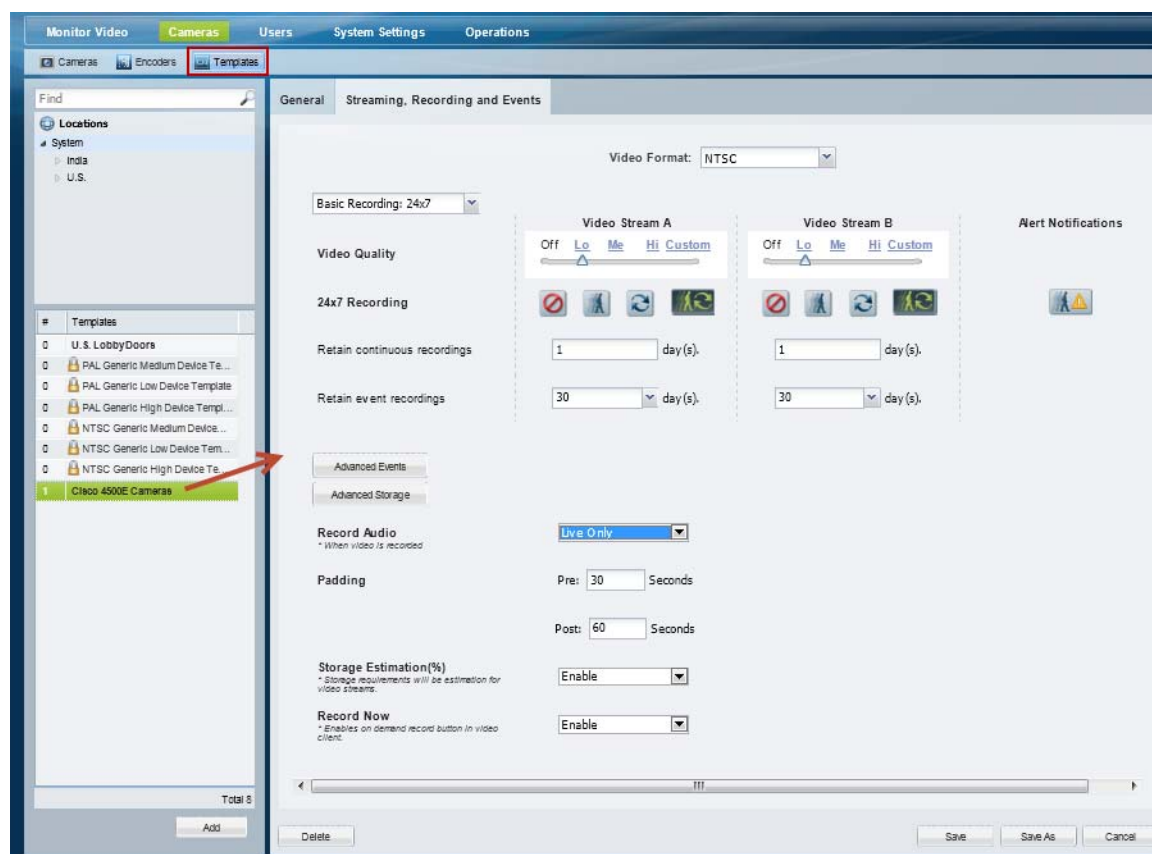 Monitor Video Cameras Users System Settings Operations
Cameras Encoders Templates
Find
Locations
System
India
U.S.
# Templates
0 U.S. LobbyDoors
0 PAL Generic Medium Device Te...
0 PAL Generic Low Device Template
0 PAL Generic High Device Templ...
0 NTSC Generic Medium Device...
0 NTSC Generic Low Device Tem...
0 NTSC Generic High Device Te...
1 Cisco 4500E Cameras
Total 8
Add
General Streaming, Recording and Events
Video Format: NTSC
Basic Recording: 24x7
Video Stream A Video Stream B Alert Notifications
Video Quality Off Lo Me Hi Custom Off Lo Me Hi Custom
24x7 Recording
Retain continuous recordings 1 day(s). 1 day(s).
Retain event recordings 30 day(s). 30 day(s).
Advanced Events
Advanced Storage
Record Audio Live Only
* When video is recorded
Padding Pre: 30 Seconds
Post: 60 Seconds
Storage Estimation(%) Enable
* Storage requirements will be estimation for
video streams.
Record Now Enable
* Enables on demand record button in video
client.
Delete Save Save As Cancel